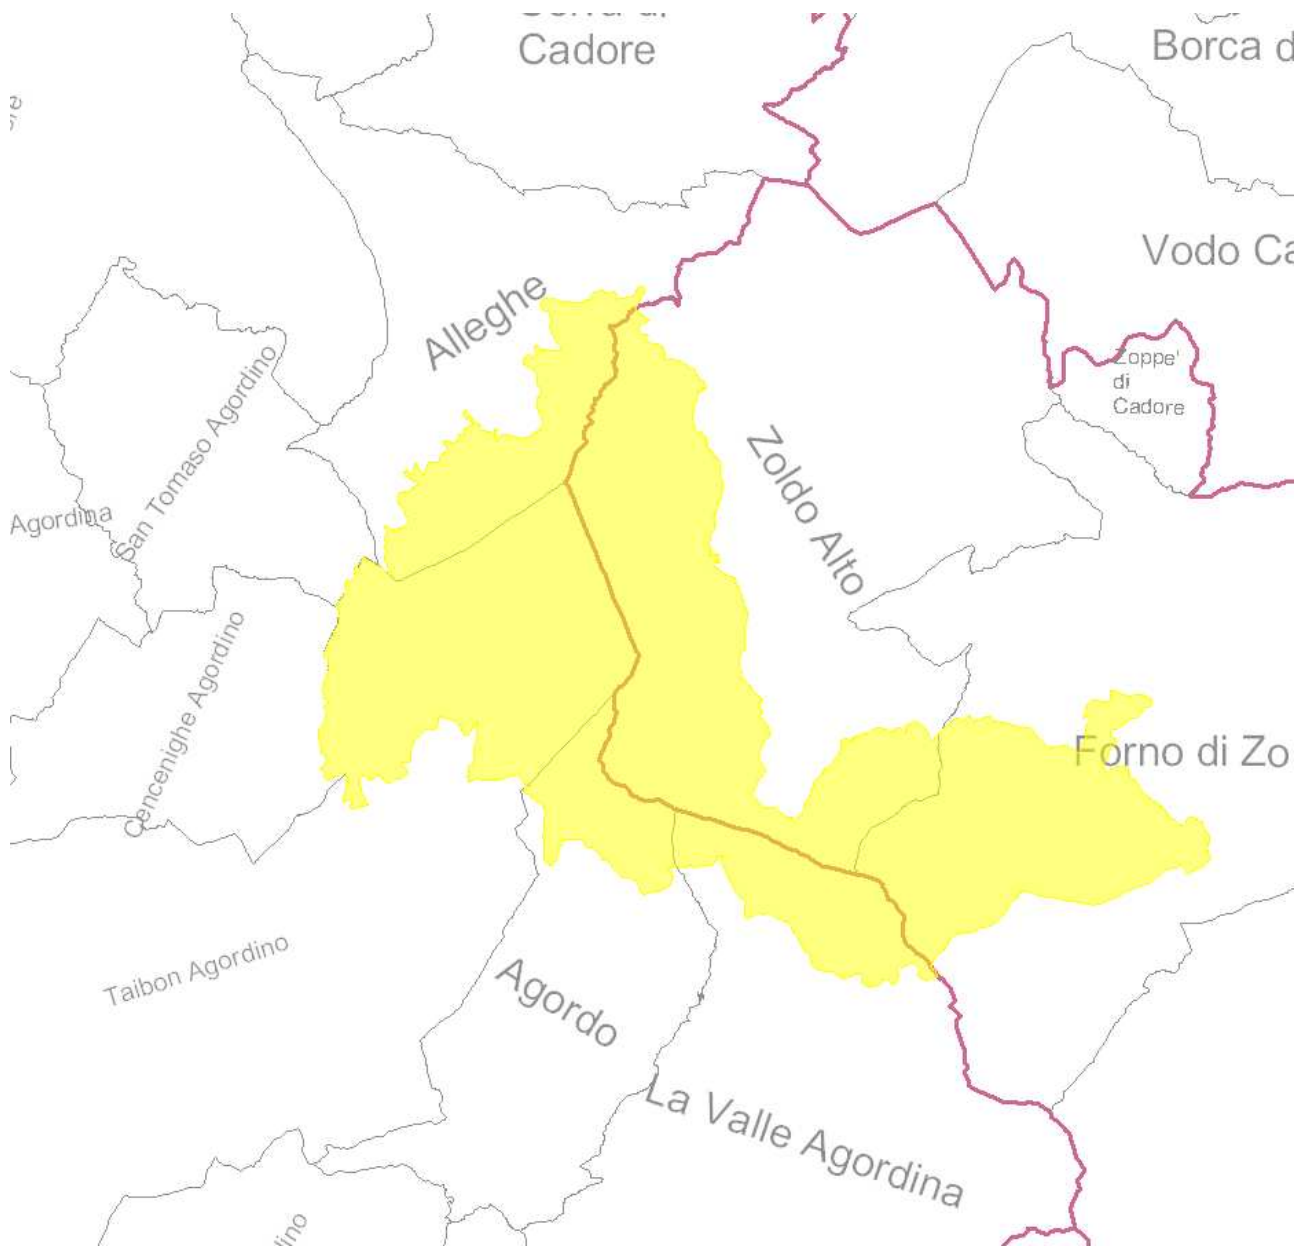 Cadore
Borca d
Vodo Ca
Alleghe
Zoppe'
di
Cadore
San Tomaso Agordino
Agordina
Zoldo Alto
Cencenighe Agordino
Forno di Zo
Taibon Agordino
Agordo
La Valle Agordina
dino